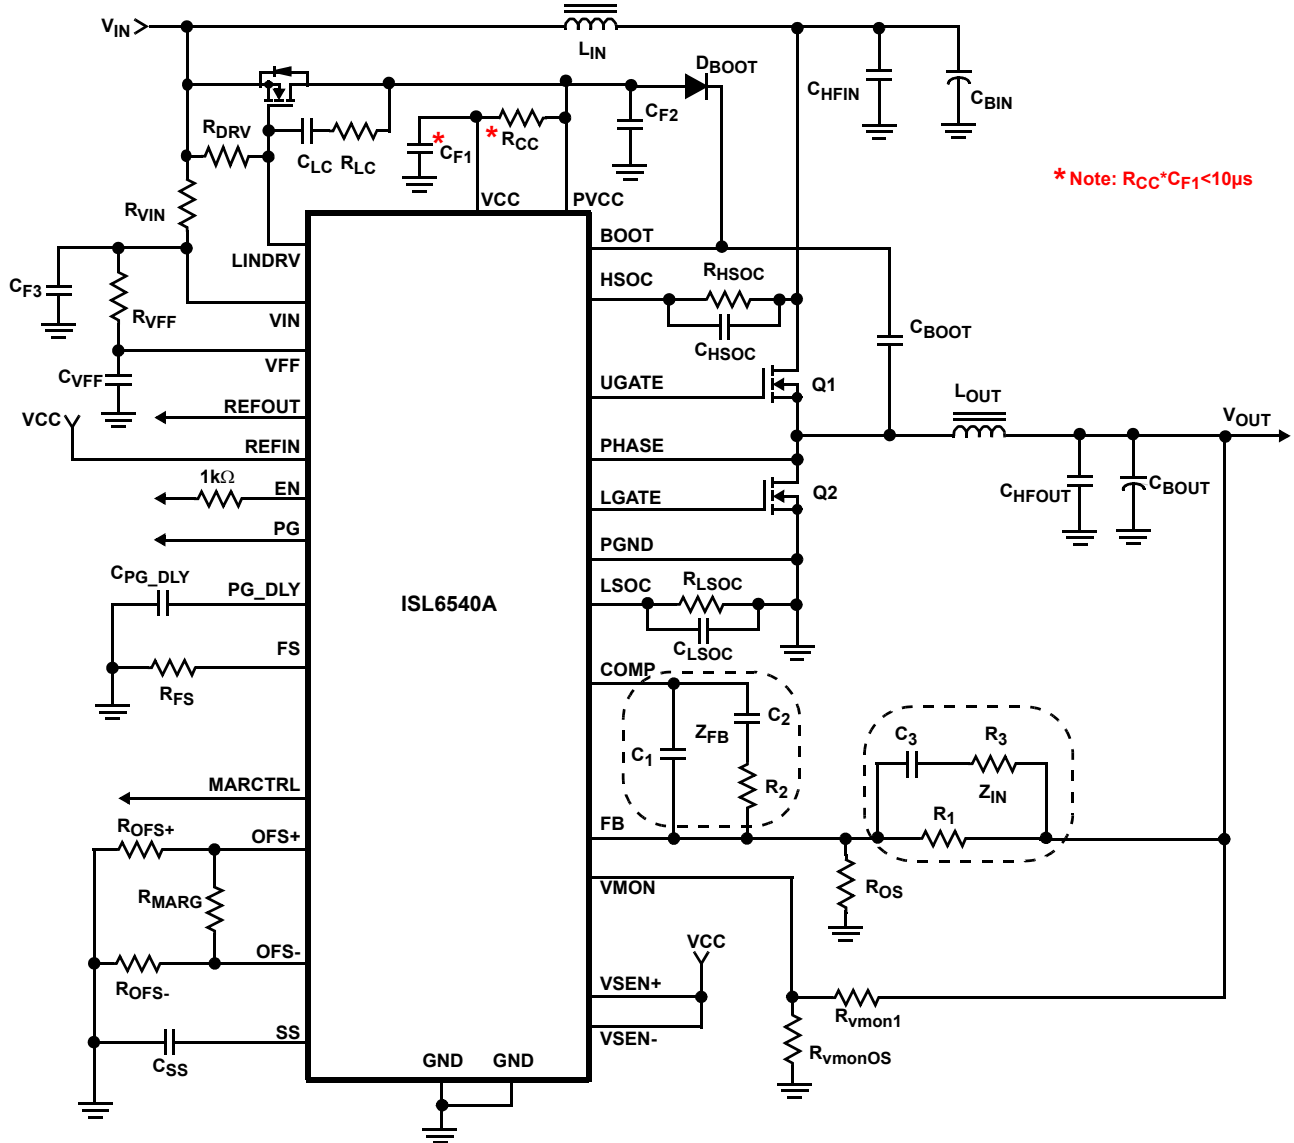 VIN
LIN
DBOOT
CHFIN
CBIN
CF2
RDRV
CLC
RLC
* CF1
* RCC
* Note: RCC*CF1<10µs
RVIN
VCC
PVCC
LINDRV
BOOT
HSOC
RHSOC
CHSOC
CBOOT
CF3
RVFF
VIN
VFF
CVFF
UGATE
Q1
LOUT
VOUT
REFOUT
VCC
REFIN
PHASE
1kΩ
EN
LGATE
Q2
CHFOUT
CBOUT
PG
PGND
CPG_DLY
PG_DLY
ISL6540A
LSOC
RLSOC
CLSOC
FS
RFS
COMP
C1
ZFB
C2
R2
C3
R3
ZIN
R1
MARCTRL
FB
ROFS+
OFS+
RMARG
VMON
ROS
OFS-
ROFS-
VCC
VSEN+
VSEN-
Rvmon1
RvmonOS
SS
CSS
GND
GND